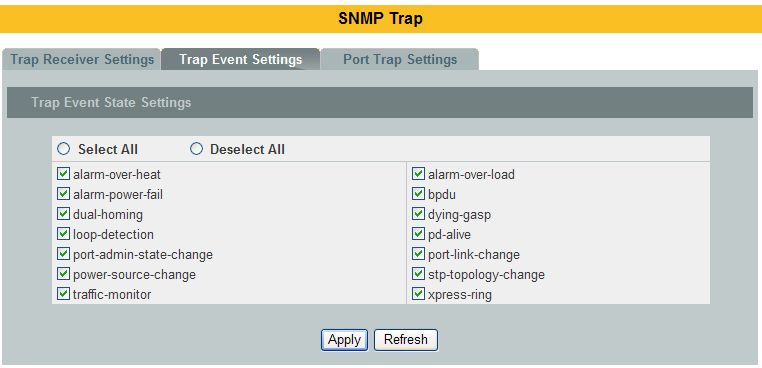 SNMP Trap
Trap Receiver Settings Trap Event Settings Port Trap Settings
Trap Event State Settings
Select All Deselect All
alarm-over-heat alarm-over-load
alarm-power-fail bpdu
dual-homing dying-gasp
loop-detection pd-alive
port-admin-state-change port-link-change
power-source-change stp-topology-change
traffic-monitor xpress-ring
Apply Refresh